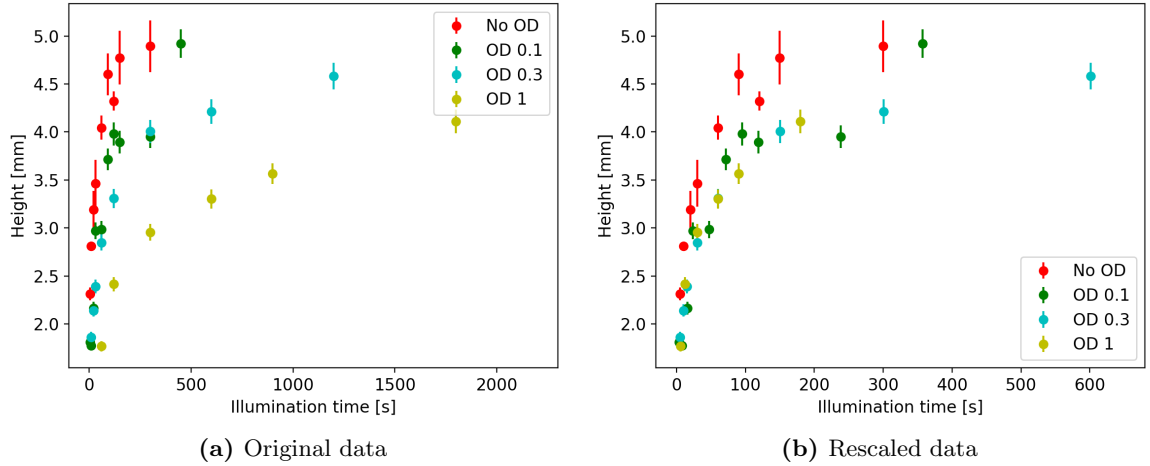 No OD
OD 0.1
OD 0.3
OD 1
5.0
4.5
4.0
3.5
3.0
2.5
2.0
Height [mm]
0 500 1000 1500 2000
Illumination time [s]
(a) Original data
5.0
4.5
4.0
3.5
3.0
2.5
2.0
Height [mm]
No OD
OD 0.1
OD 0.3
OD 1
0 100 200 300 400 500 600
Illumination time [s]
(b) Rescaled data